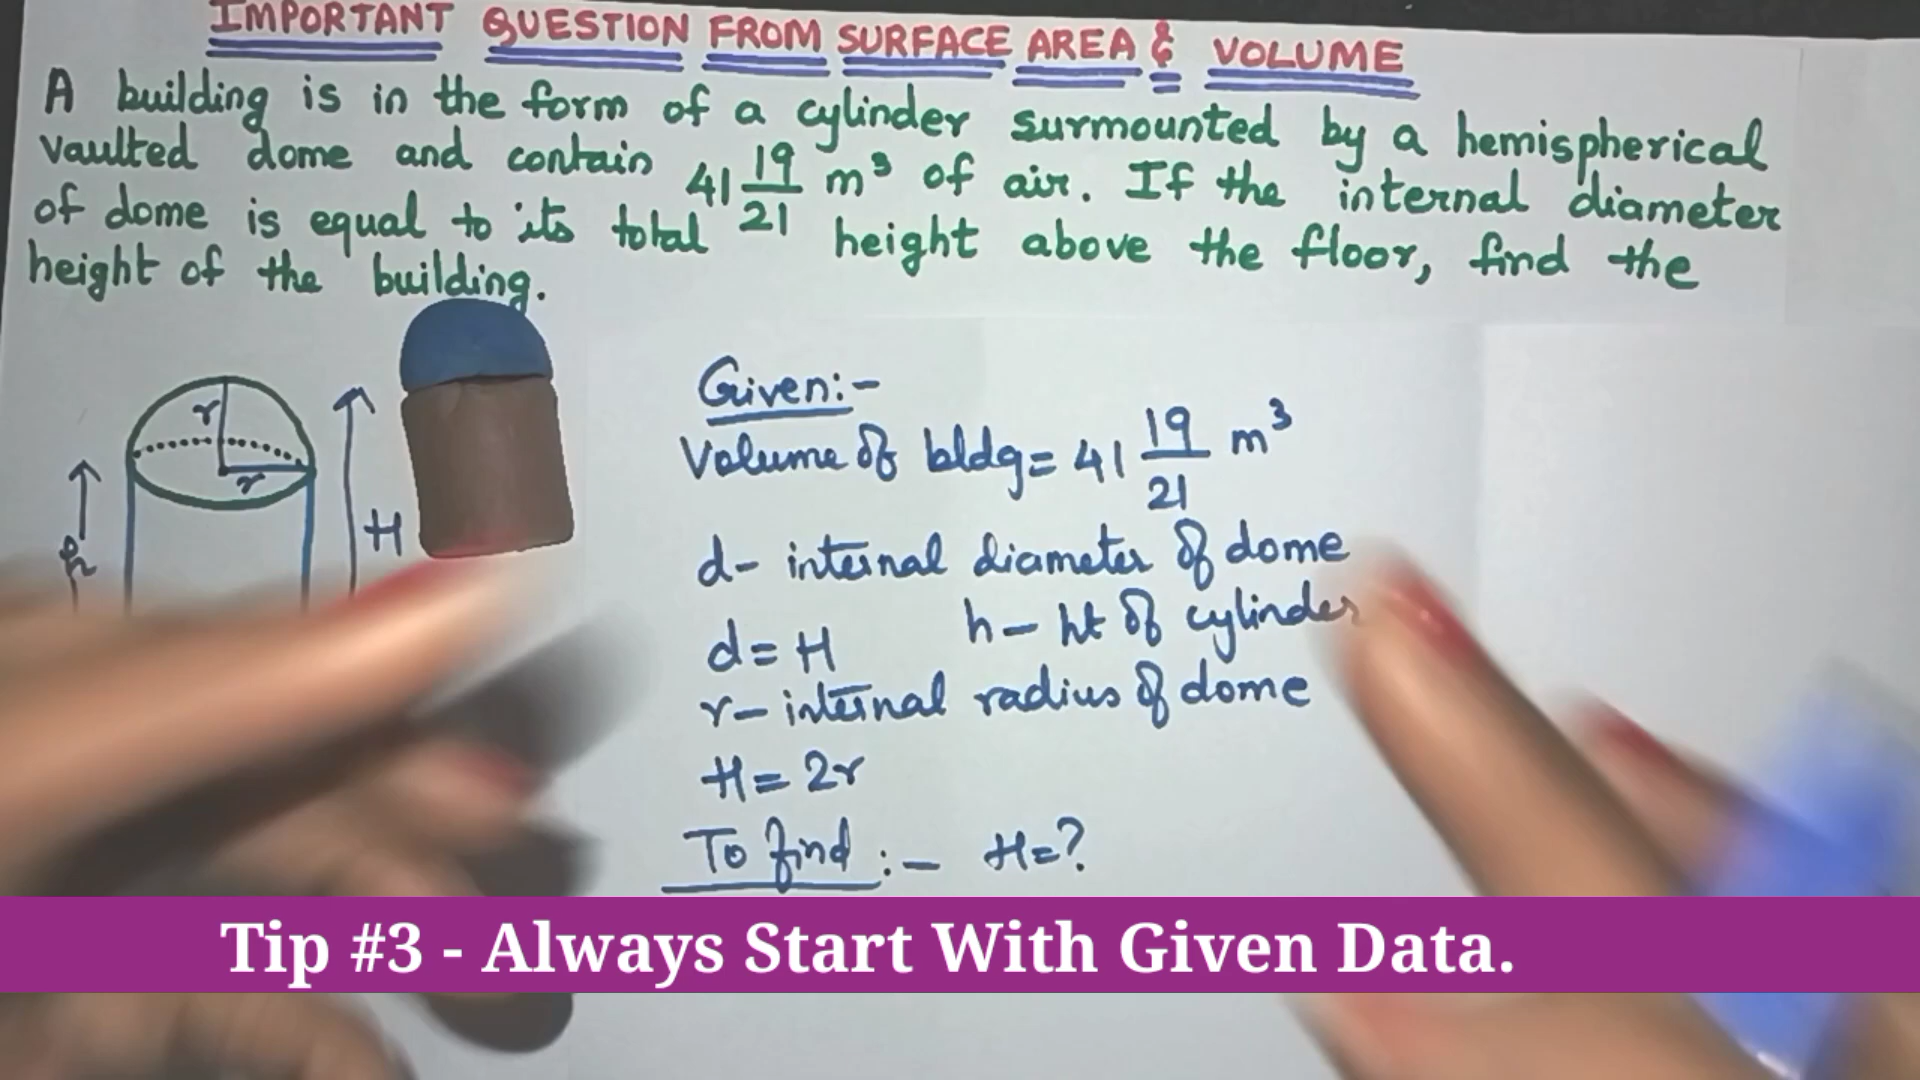 IMPORTANT QUESTION FROM SURFACE AREA & VOLUME
A building is in the form of a cylinder surmounted by a hemispherical
vaulted dome and contain 41 19/21 m³ of air. If the internal diameter
of dome is equal to its total height above the floor, find the
height of the building.
r
r
h
H
Given:-
Volume of bldg = 41 19/21 m³
d- internal diameter of dome
d = H h- ht of cylinder
r- internal radius of dome
H = 2r
To find :- H=?
Tip #3 - Always Start With Given Data.